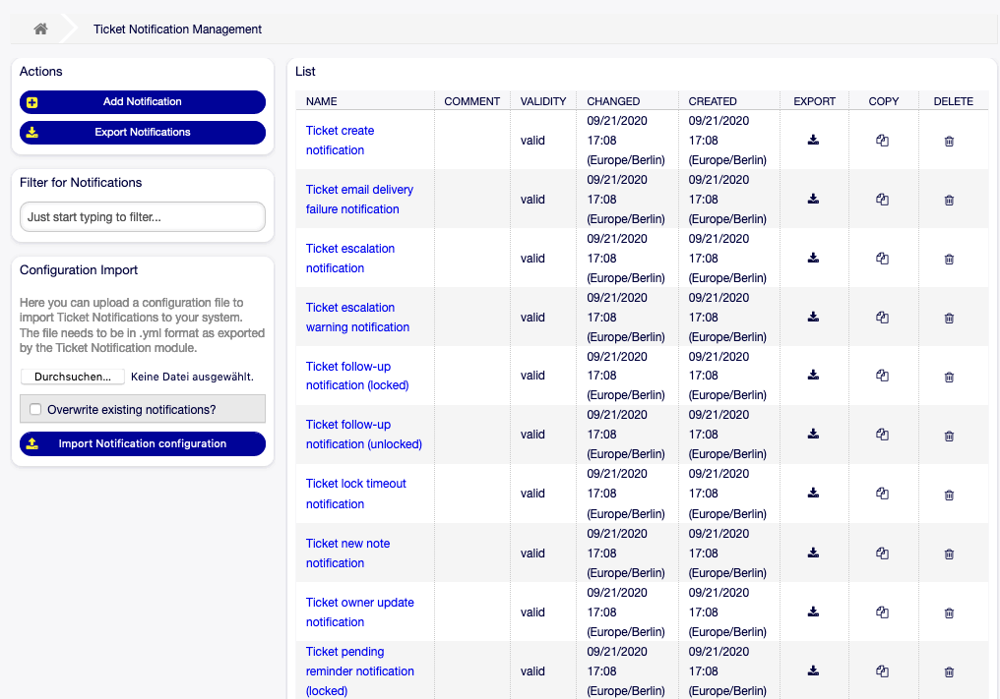 Ticket Notification Management
Actions
Add Notification
Export Notifications
Filter for Notifications
Just start typing to filter...
Configuration Import
Here you can upload a configuration file to
import Ticket Notifications to your system.
The file needs to be in .yml format as exported
by the Ticket Notification module.
Durchsuchen... Keine Datei ausgewählt.
Overwrite existing notifications?
Import Notification configuration
List
NAME COMMENT VALIDITY CHANGED CREATED EXPORT COPY DELETE
Ticket create
notification
valid
09/21/2020
17:08
(Europe/Berlin)
09/21/2020
17:08
(Europe/Berlin)
Ticket email delivery
failure notification
valid
09/21/2020
17:08
(Europe/Berlin)
09/21/2020
17:08
(Europe/Berlin)
Ticket escalation
notification
valid
09/21/2020
17:08
(Europe/Berlin)
09/21/2020
17:08
(Europe/Berlin)
Ticket escalation
warning notification
valid
09/21/2020
17:08
(Europe/Berlin)
09/21/2020
17:08
(Europe/Berlin)
Ticket follow-up
notification (locked)
valid
09/21/2020
17:08
(Europe/Berlin)
09/21/2020
17:08
(Europe/Berlin)
Ticket follow-up
notification (unlocked)
valid
09/21/2020
17:08
(Europe/Berlin)
09/21/2020
17:08
(Europe/Berlin)
Ticket lock timeout
notification
valid
09/21/2020
17:08
(Europe/Berlin)
09/21/2020
17:08
(Europe/Berlin)
Ticket new note
notification
valid
09/21/2020
17:08
(Europe/Berlin)
09/21/2020
17:08
(Europe/Berlin)
Ticket owner update
notification
valid
09/21/2020
17:08
(Europe/Berlin)
09/21/2020
17:08
(Europe/Berlin)
Ticket pending
reminder notification
(locked)
valid
09/21/2020
17:08
(Europe/Berlin)
09/21/2020
17:08
(Europe/Berlin)